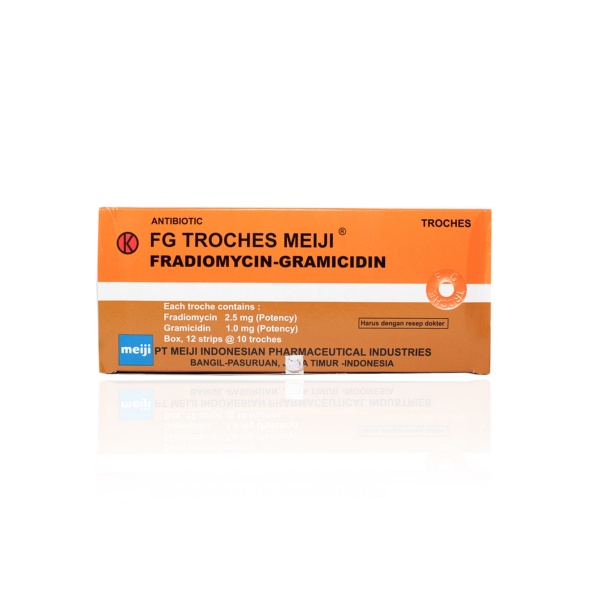 ANTIBIOTIC
TROCHES
K
FG TROCHES MEIJI ®
FRADIOMYCIN-GRAMICIDIN
Each troche contains :
Fradiomycin 2.5 mg (Potency)
Gramicidin 1.0 mg (Potency)
Box, 12 strips @ 10 troches
Harus dengan resep dokter
meiji
PT MEIJI INDONESIAN PHARMACEUTICAL INDUSTRIES
BANGIL-PASURUAN, TIMUR -INDONESIA